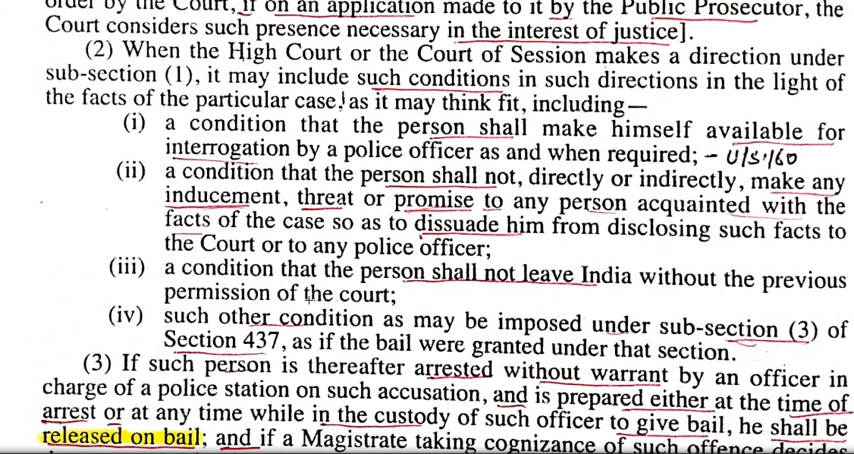 order by the Court, if on an application made to it by the Public Prosecutor, the
Court considers such presence necessary in the interest of justice].
(2) When the High Court or the Court of Session makes a direction under
sub-section (1), it may include such conditions in such directions in the light of
the facts of the particular case, as it may think fit, including—
(i) a condition that the person shall make himself available for
interrogation by a police officer as and when required; – U/S.160
(ii) a condition that the person shall not, directly or indirectly, make any
inducement, threat or promise to any person acquainted with the
facts of the case so as to dissuade him from disclosing such facts to
the Court or to any police officer;
(iii) a condition that the person shall not leave India without the previous
permission of the court;
(iv) such other condition as may be imposed under sub-section (3) of
Section 437, as if the bail were granted under that section.
(3) If such person is thereafter arrested without warrant by an officer in
charge of a police station on such accusation, and is prepared either at the time of
arrest or at any time while in the custody of such officer to give bail, he shall be
released on bail; and if a Magistrate taking cognizance of such offence decides